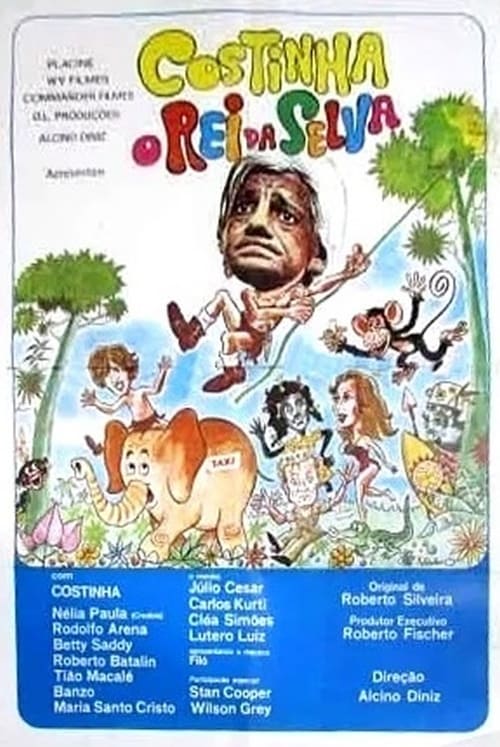 PLACINE
WV FILMES
COMMANDER FILMES
D.L. PRODUÇÕES
ALCINO DINIZ
Apresentam
COSTINHA
O REI DA SELVA
TAXI
com
COSTINHA
Nélia Paula
Rodolfo Arena
Betty Saddy
Roberto Batalin
Tião Macalé
Banzo
Maria Santo Cristo
Júlio Cesar
Carlos Kurti
Cléa Simões
Lutero Luiz
apresentando o macaco
Filó
Participação especial
Stan Cooper
Wilson Grey
Original de
Roberto Silveira
Produtor Executivo
Roberto Fischer
Direção
Alcino Diniz